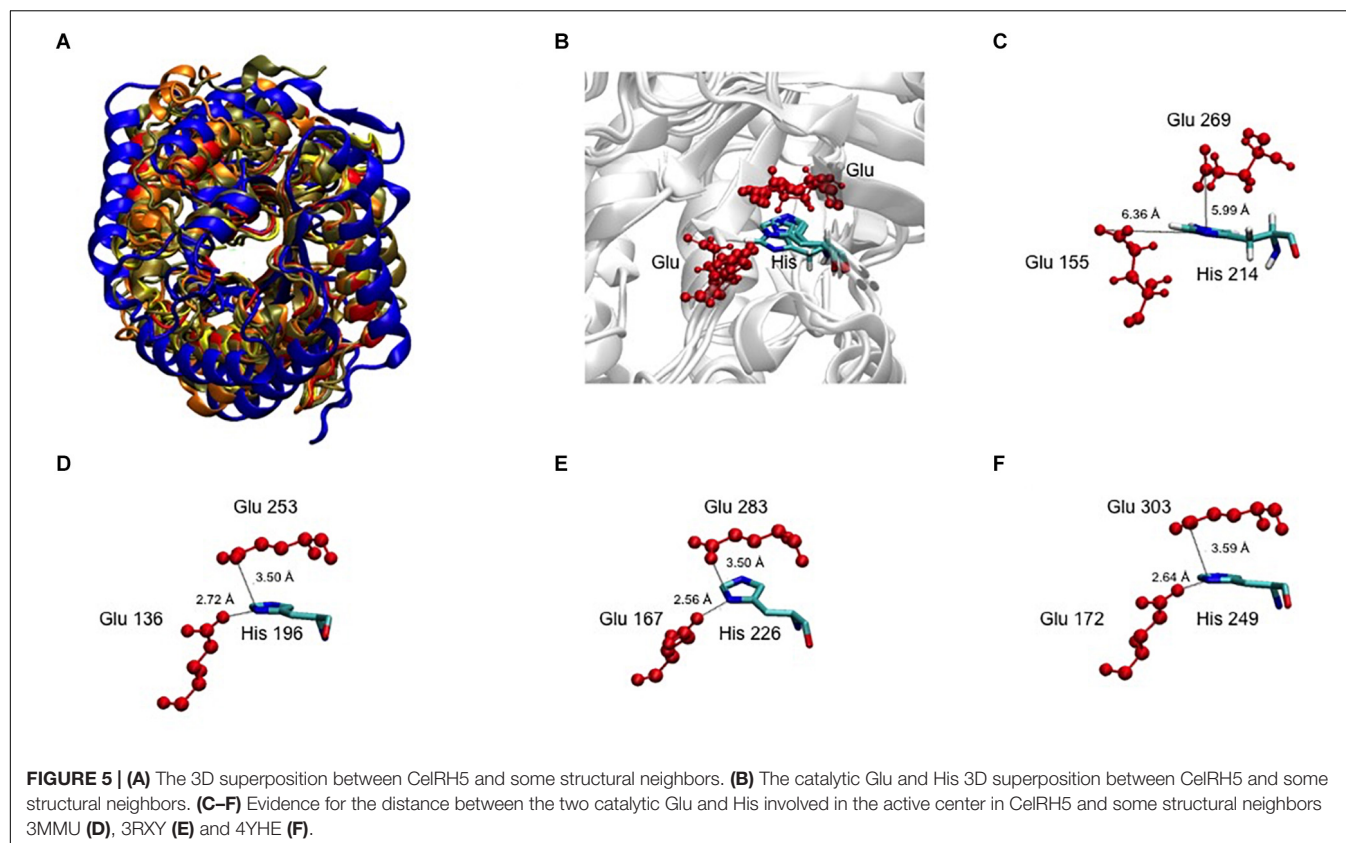 A
B
C
Glu
Glu
His
Glu 269
6.36 Å
5.99 Å
Glu 155
His 214
D
E
F
Glu 253
3.50 Å
2.72 Å
Glu 136
His 196
Glu 283
3.50 Å
2.56 Å
Glu 167
His 226
Glu 303
3.59 Å
2.64 Å
Glu 172
His 249
FIGURE 5 | (A) The 3D superposition between CelRH5 and some structural neighbors. (B) The catalytic Glu and His 3D superposition between CelRH5 and some
structural neighbors. (C–F) Evidence for the distance between the two catalytic Glu and His involved in the active center in CelRH5 and some structural neighbors
3MMU (D), 3RXY (E) and 4YHE (F).